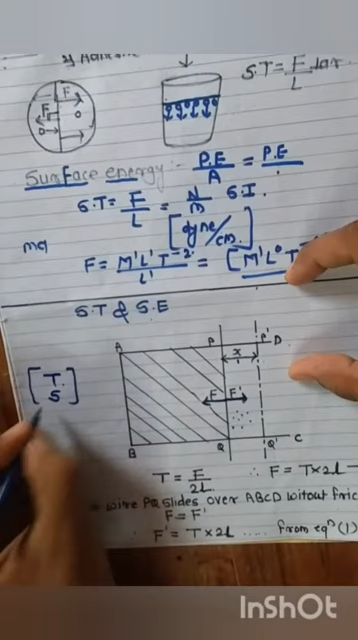 S.T = F/L
F
Surface energy :- P.E/A = P.E
S.T = F/L = N/m S.I.
[dyne/cm]
F = M¹L¹T⁻²/L¹ = [M¹L⁰T
S.T & S.E
A P P' D
x
[T S]
F F'
B Q Q' C
T = F/2L ∴ F = T×2L
wire PQ slides over ABCD witout fric
F = F'
∴ F' = T×2L ..... from eqⁿ(1)
InShOt